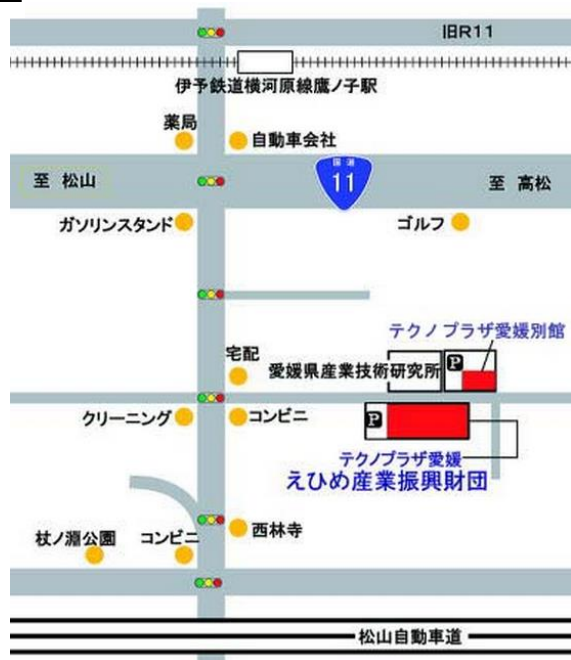 旧R11
伊予鉄道横河原線鷹ノ子駅
薬局
自動車会社
至 松山
国道
11
至 高松
ガソリンスタンド
ゴルフ
テクノプラザ愛媛別館
宅配
愛媛県産業技術研究所
P
クリーニング
コンビニ
P
テクノプラザ愛媛
えひめ産業振興財団
杖ノ淵公園
コンビニ
西林寺
松山自動車道